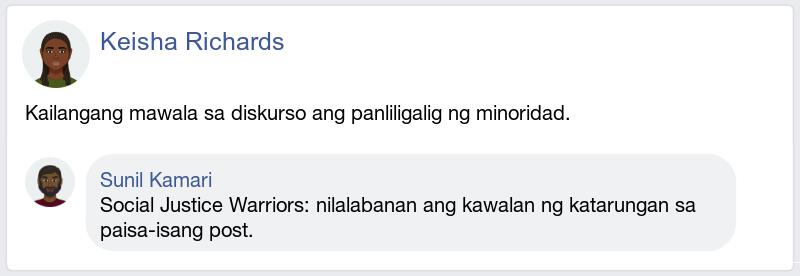 Keisha Richards
Kailangang mawala sa diskurso ang panliligalig ng minoridad.
Sunil Kamari
Social Justice Warriors: nilalabanan ang kawalan ng katarungan sa
paisa-isang post.